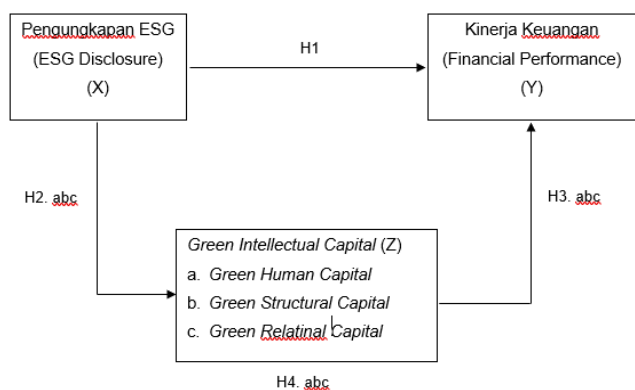 Pengungkapan ESG
(ESG Disclosure)
(X)
H1
Kinerja Keuangan
(Financial Performance)
(Y)
H2. abc
H3. abc
Green Intellectual Capital (Z)
a. Green Human Capital
b. Green Structural Capital
c. Green Relatinal Capital
H4. abc